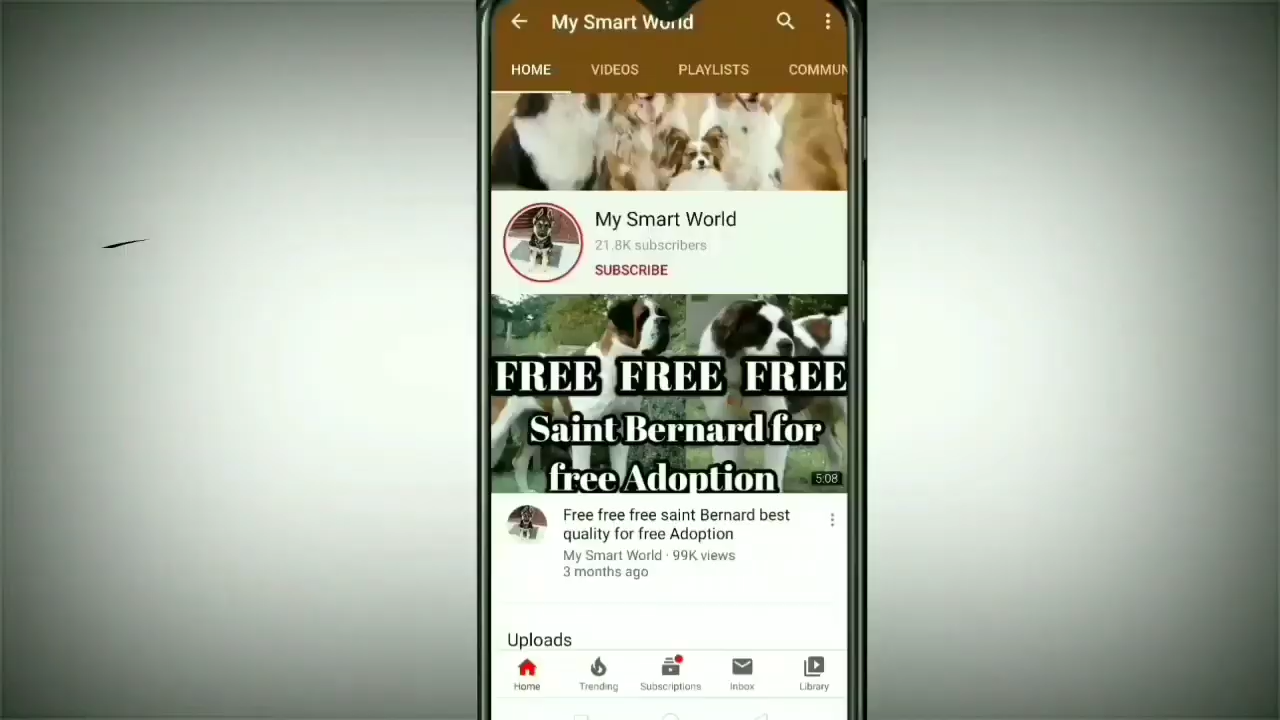 My Smart World
HOME VIDEOS PLAYLISTS COMMUN
My Smart World
21.8K subscribers
SUBSCRIBE
FREE FREE FREE
Saint Bernard for
free Adoption
5:08
Free free free saint Bernard best
quality for free Adoption
My Smart World · 99K views
3 months ago
Uploads
Home Trending Subscriptions Inbox Library